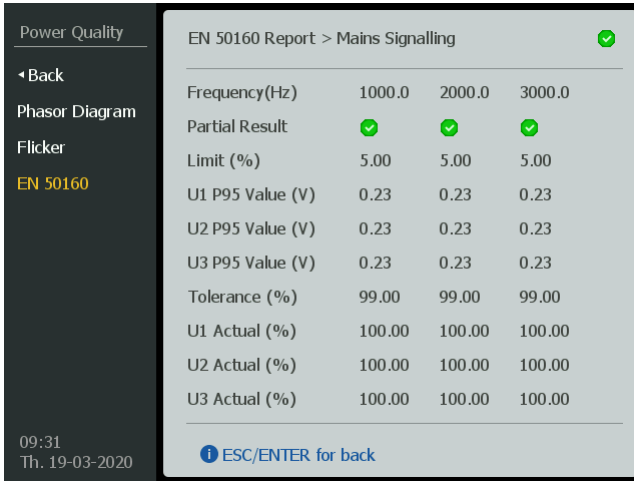 Power Quality
Back
Phasor Diagram
Flicker
EN 50160
09:31
Th. 19-03-2020
EN 50160 Report > Mains Signalling
Frequency(Hz) 1000.0 2000.0 3000.0
Partial Result
Limit (%) 5.00 5.00 5.00
U1 P95 Value (V) 0.23 0.23 0.23
U2 P95 Value (V) 0.23 0.23 0.23
U3 P95 Value (V) 0.23 0.23 0.23
Tolerance (%) 99.00 99.00 99.00
U1 Actual (%) 100.00 100.00 100.00
U2 Actual (%) 100.00 100.00 100.00
U3 Actual (%) 100.00 100.00 100.00
ESC/ENTER for back